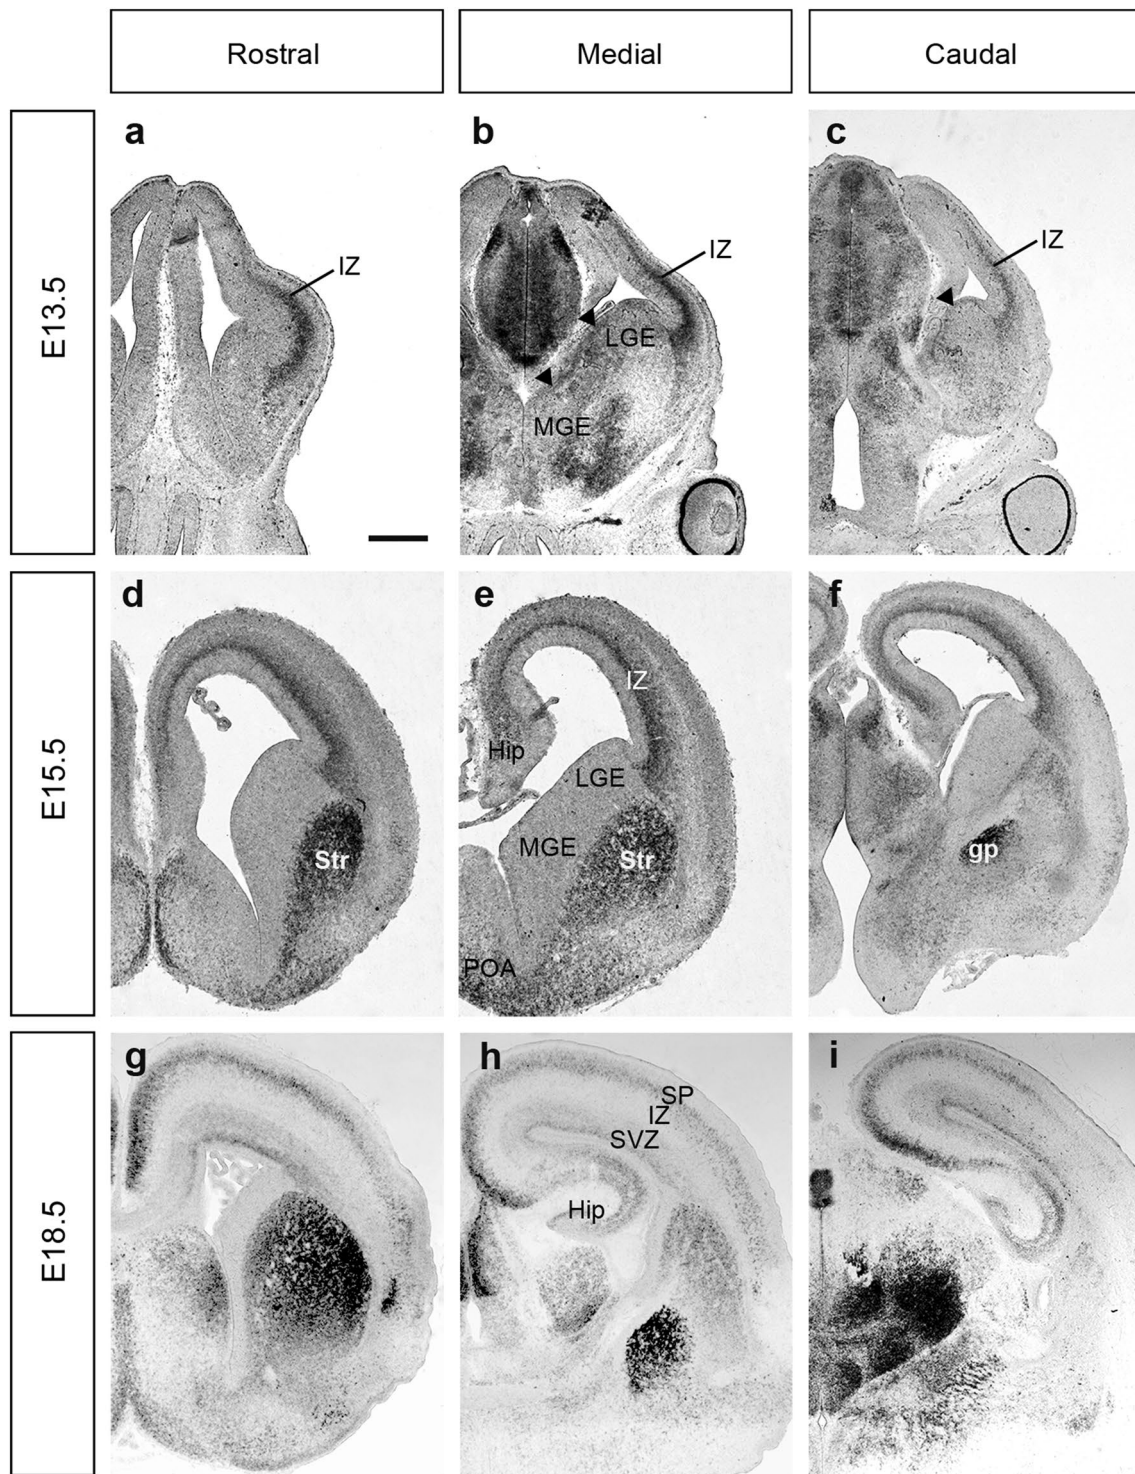 Rostral Medial Caudal
E13.5
a b c
IZ IZ IZ
LGE
MGE
E15.5
d e f
IZ
Hip
LGE
Str MGE Str gp
POA
E18.5
g h i
SP
IZ
SVZ
Hip